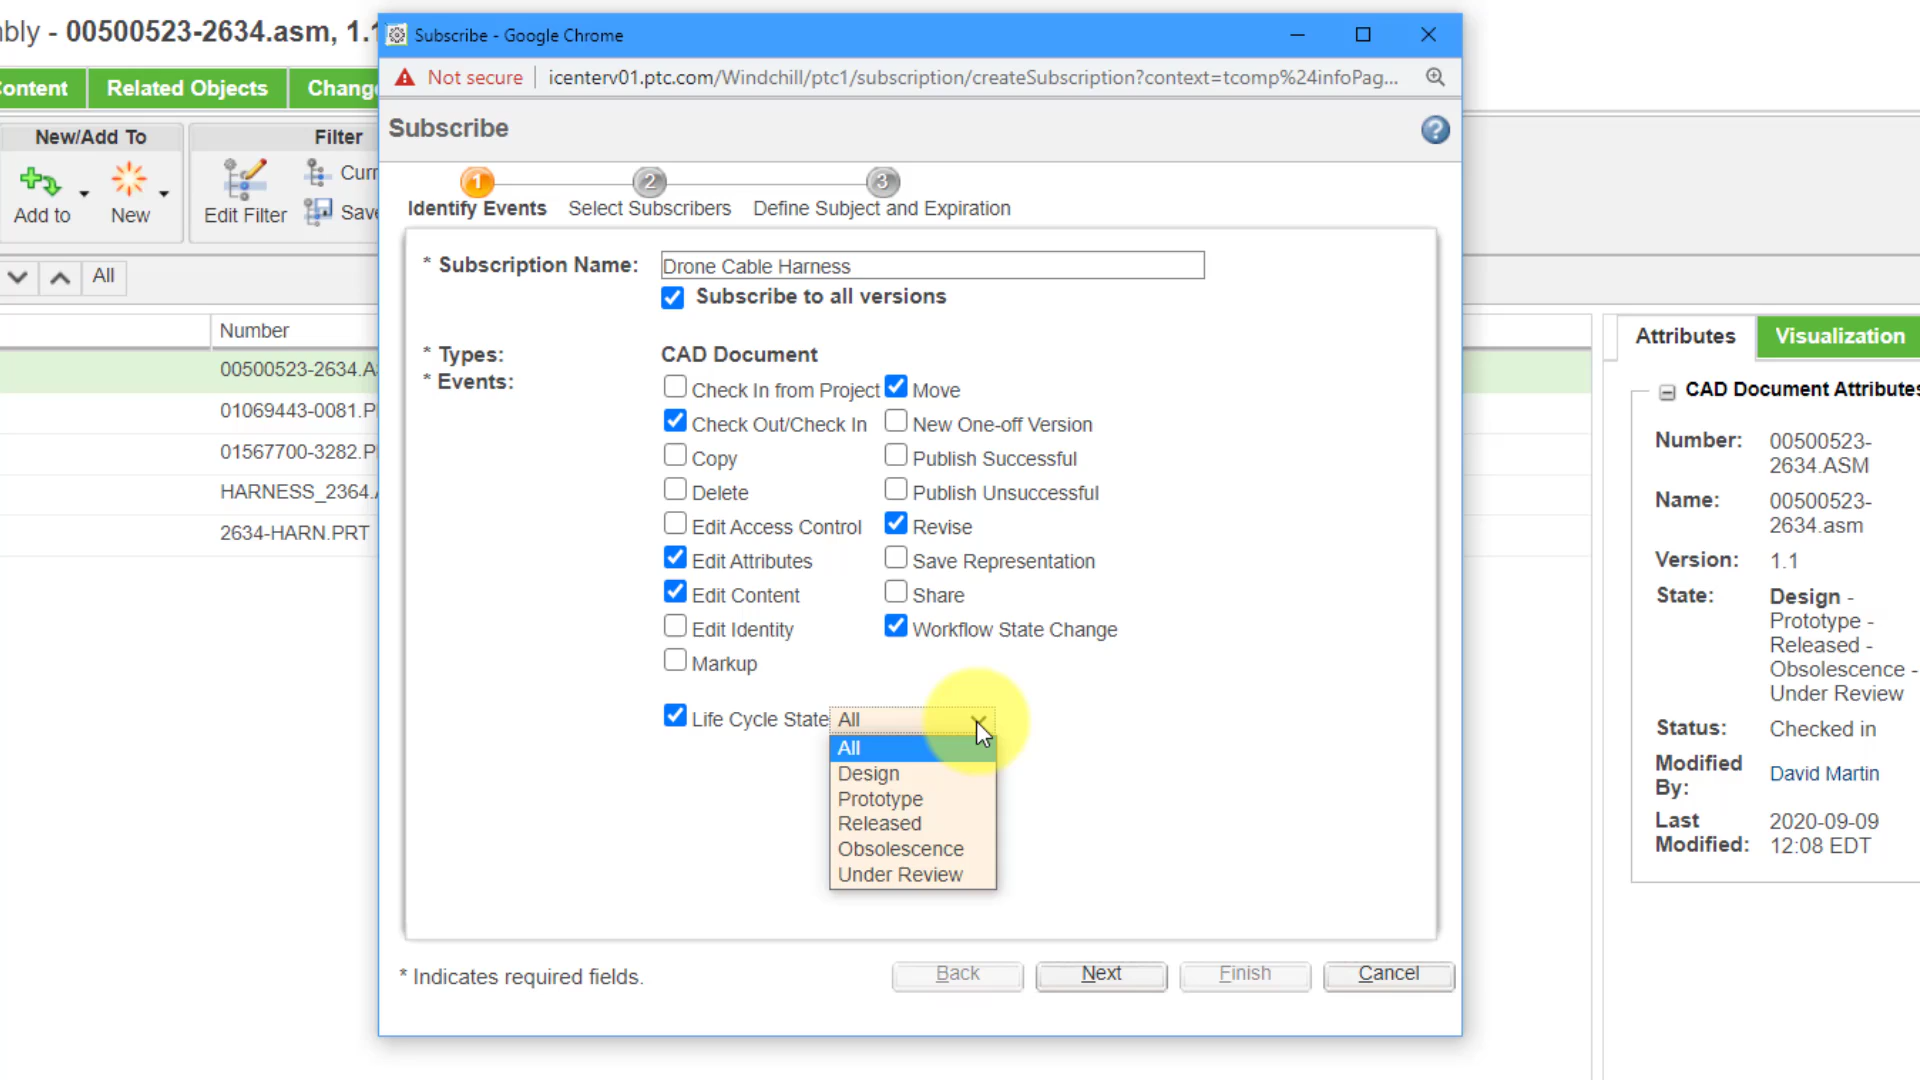 bly - 00500523-2634.asm, 1.1
Subscribe - Google Chrome
Not secure
icenterv01.ptc.com/Windchill/ptc1/subscription/createSubscription?context=tcomp%24infoPag...
ontent
Related Objects
Chang
Subscribe
New/Add To
Filter
Add to
New
Edit Filter
Curr
Save
1
2
3
Identify Events
Select Subscribers
Define Subject and Expiration
All
* Subscription Name:
Drone Cable Harness
Subscribe to all versions
Number
00500523-2634.A
01069443-0081.P
01567700-3282.P
HARNESS_2364.A
2634-HARN.PRT
* Types:
CAD Document
* Events:
Check In from Project
Move
Check Out/Check In
New One-off Version
Copy
Publish Successful
Delete
Publish Unsuccessful
Edit Access Control
Revise
Edit Attributes
Save Representation
Edit Content
Share
Edit Identity
Workflow State Change
Markup
Life Cycle State
All
All
Design
Prototype
Released
Obsolescence
Under Review
* Indicates required fields.
Back
Next
Finish
Cancel
Attributes
Visualization
CAD Document Attributes
Number:
00500523-
2634.ASM
Name:
00500523-
2634.asm
Version:
1.1
State:
Design -
Prototype -
Released -
Obsolescence -
Under Review
Status:
Checked in
Modified
By:
David Martin
Last
Modified:
2020-09-09
12:08 EDT